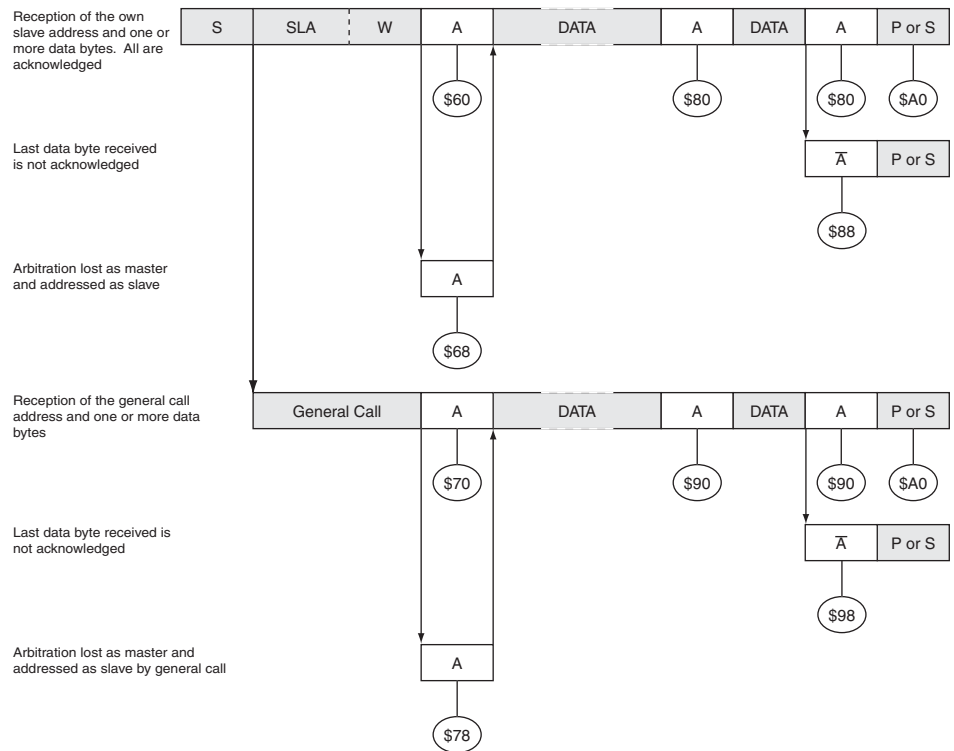 Reception of the own
slave address and one or
more data bytes. All are
acknowledged
S SLA W A DATA A DATA A P or S
$60 $80 $80 $A0
Last data byte received
is not acknowledged
A̅ P or S
$88
Arbitration lost as master
and addressed as slave
A
$68
Reception of the general call
address and one or more data
bytes
General Call A DATA A DATA A P or S
$70 $90 $90 $A0
Last data byte received is
not acknowledged
A̅ P or S
$98
Arbitration lost as master and
addressed as slave by general call
A
$78